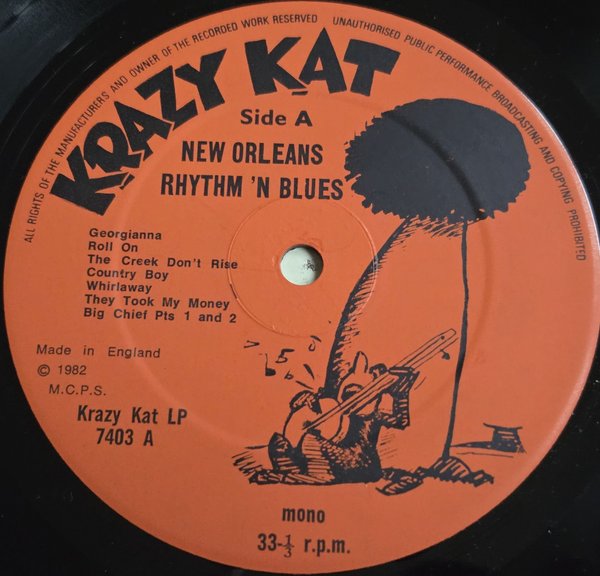 ALL RIGHTS OF THE MANUFACTURERS AND OWNER OF THE RECORDED WORK RESERVED UNAUTHORISED PUBLIC PERFORMANCE BROADCASTING AND COPYING PROHIBITED
KRAZY KAT
Side A
NEW ORLEANS
RHYTHM 'N BLUES
Georgianna
Roll On
The Creek Don't Rise
Country Boy
Whirlaway
They Took My Money
Big Chief Pts 1 and 2
Made in England
© 1982
M.C.P.S.
Krazy Kat LP
7403 A
mono
33-⅓ r.p.m.